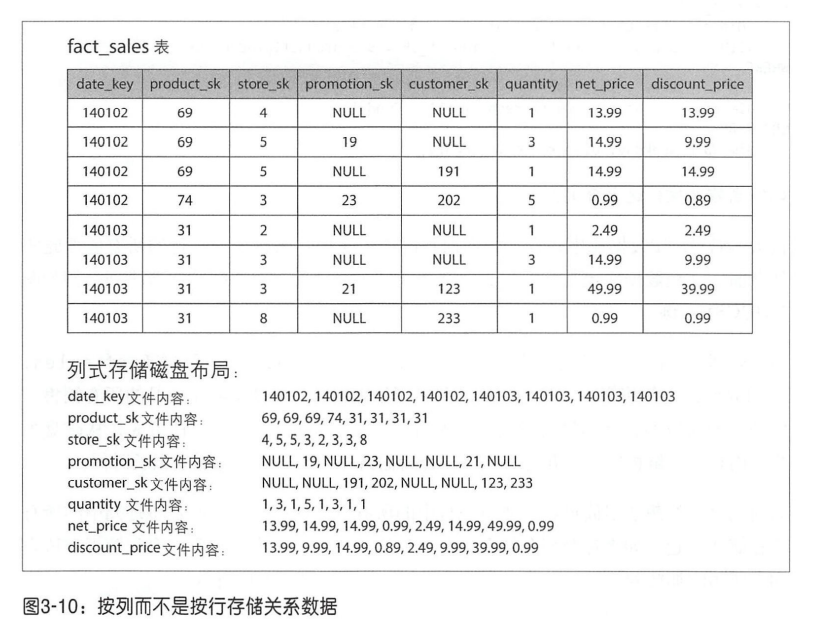 fact_sales 表
date_key product_sk store_sk promotion_sk customer_sk quantity net_price discount_price
140102 69 4 NULL NULL 1 13.99 13.99
140102 69 5 19 NULL 3 14.99 9.99
140102 69 5 NULL 191 1 14.99 14.99
140102 74 3 23 202 5 0.99 0.89
140103 31 2 NULL NULL 1 2.49 2.49
140103 31 3 NULL NULL 3 14.99 9.99
140103 31 3 21 123 1 49.99 39.99
140103 31 8 NULL 233 1 0.99 0.99
列式存储磁盘布局：
date_key 文件内容： 140102, 140102, 140102, 140102, 140103, 140103, 140103, 140103
product_sk 文件内容： 69, 69, 69, 74, 31, 31, 31, 31
store_sk 文件内容： 4, 5, 5, 3, 2, 3, 3, 8
promotion_sk 文件内容： NULL, 19, NULL, 23, NULL, NULL, 21, NULL
customer_sk 文件内容： NULL, NULL, 191, 202, NULL, NULL, 123, 233
quantity 文件内容： 1, 3, 1, 5, 1, 3, 1, 1
net_price 文件内容： 13.99, 14.99, 14.99, 0.99, 2.49, 14.99, 49.99, 0.99
discount_price 文件内容： 13.99, 9.99, 14.99, 0.89, 2.49, 9.99, 39.99, 0.99
图3-10：按列而不是按行存储关系数据